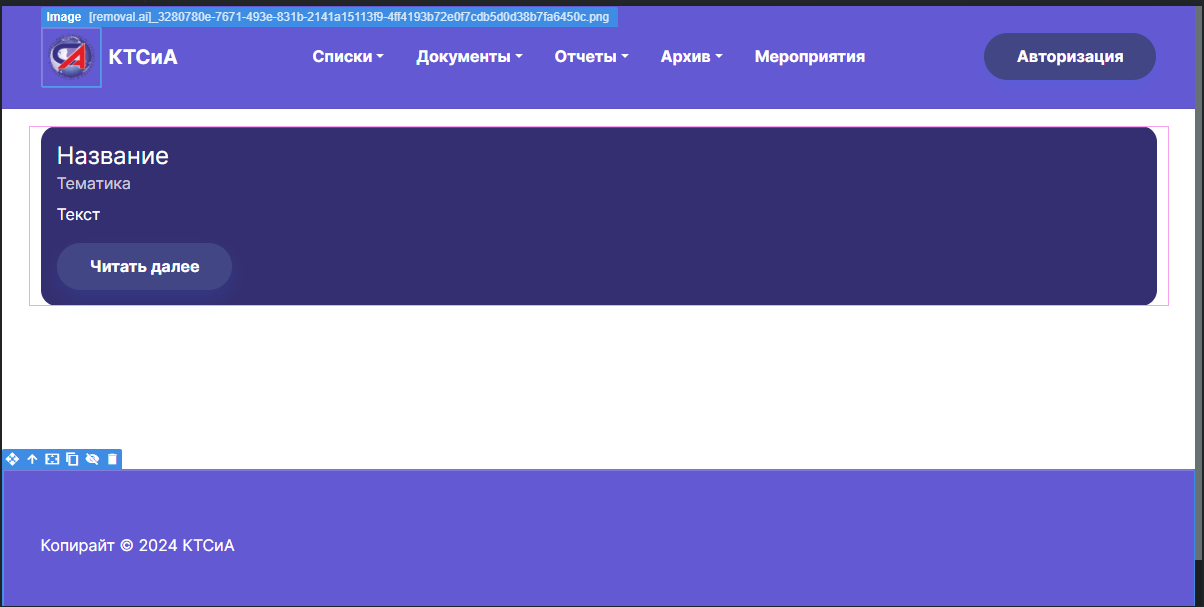 Image [removal.ai]_3280780e-7671-493e-831b-2141a15113f9-4ff4193b72e0f7cdb5d0d38b7fa6450c.png
КТСиА Списки Документы Отчеты Архив Мероприятия Авторизация
Название
Тематика
Текст
Читать далее
Копирайт © 2024 КТСиА